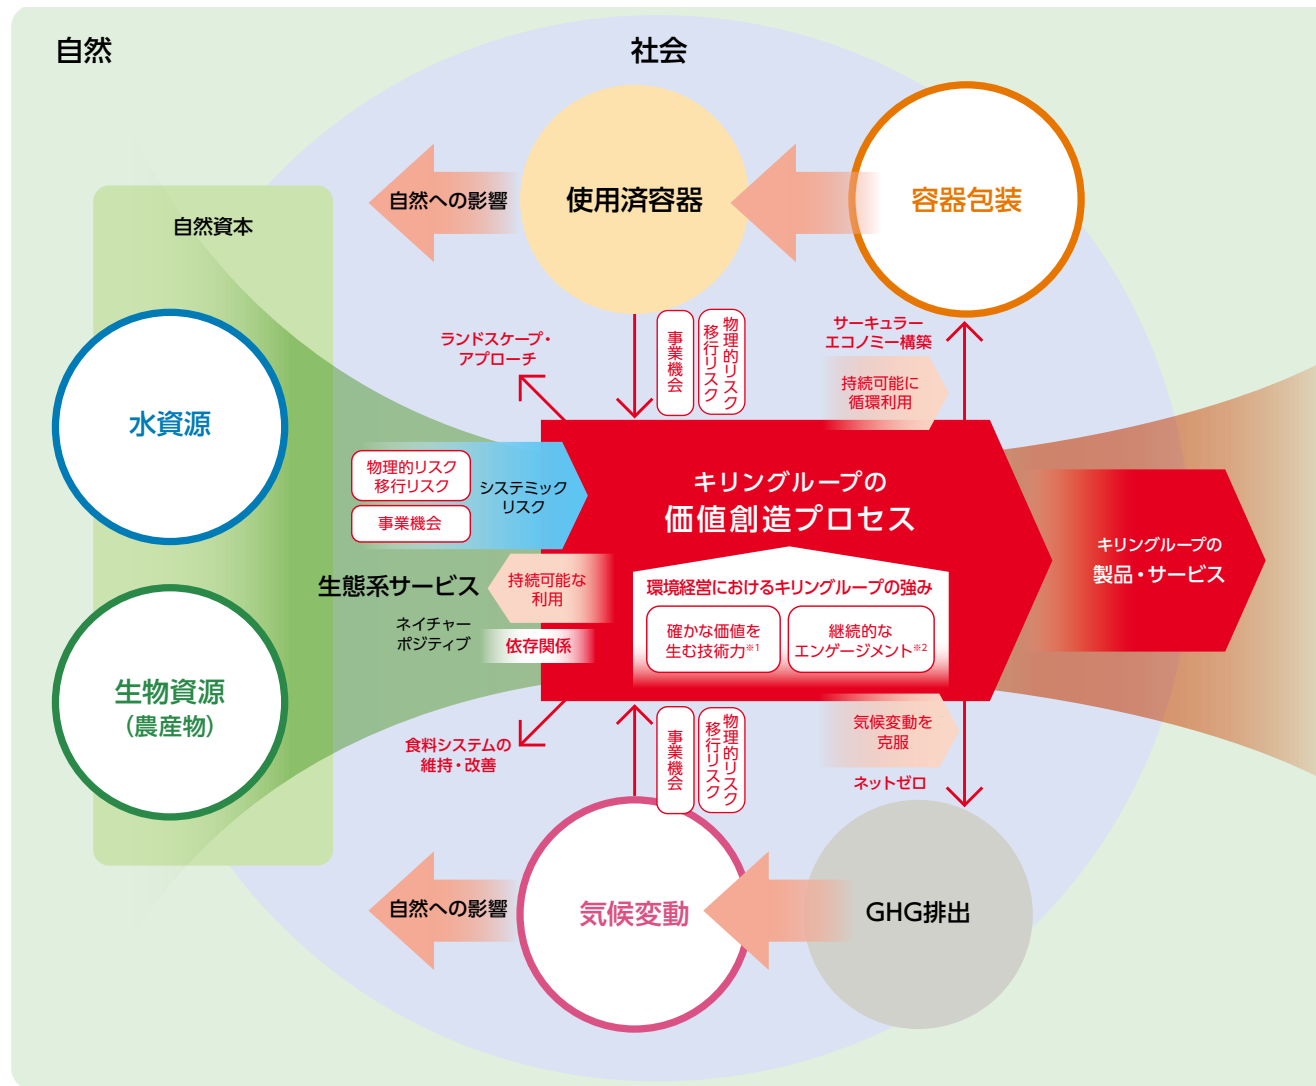 自然
社会
使用済容器
容器包装
自然への影響
自然資本
水資源
生物資源
(農産物)
ランドスケープ・
アプローチ
事業機会
物理的リスク
移行リスク
サーキュラー
エコノミー構築
持続可能に
循環利用
物理的リスク
移行リスク
事業機会
システミック
リスク
キリングループの
価値創造プロセス
キリングループの
製品・サービス
生態系サービス
持続可能な
利用
ネイチャー
ポジティブ
依存関係
環境経営におけるキリングループの強み
確かな価値を
生む技術力※1
継続的な
エンゲージメント※2
食料システムの
維持・改善
事業機会
物理的リスク
移行リスク
気候変動を
克服
ネットゼロ
自然への影響
気候変動
GHG排出